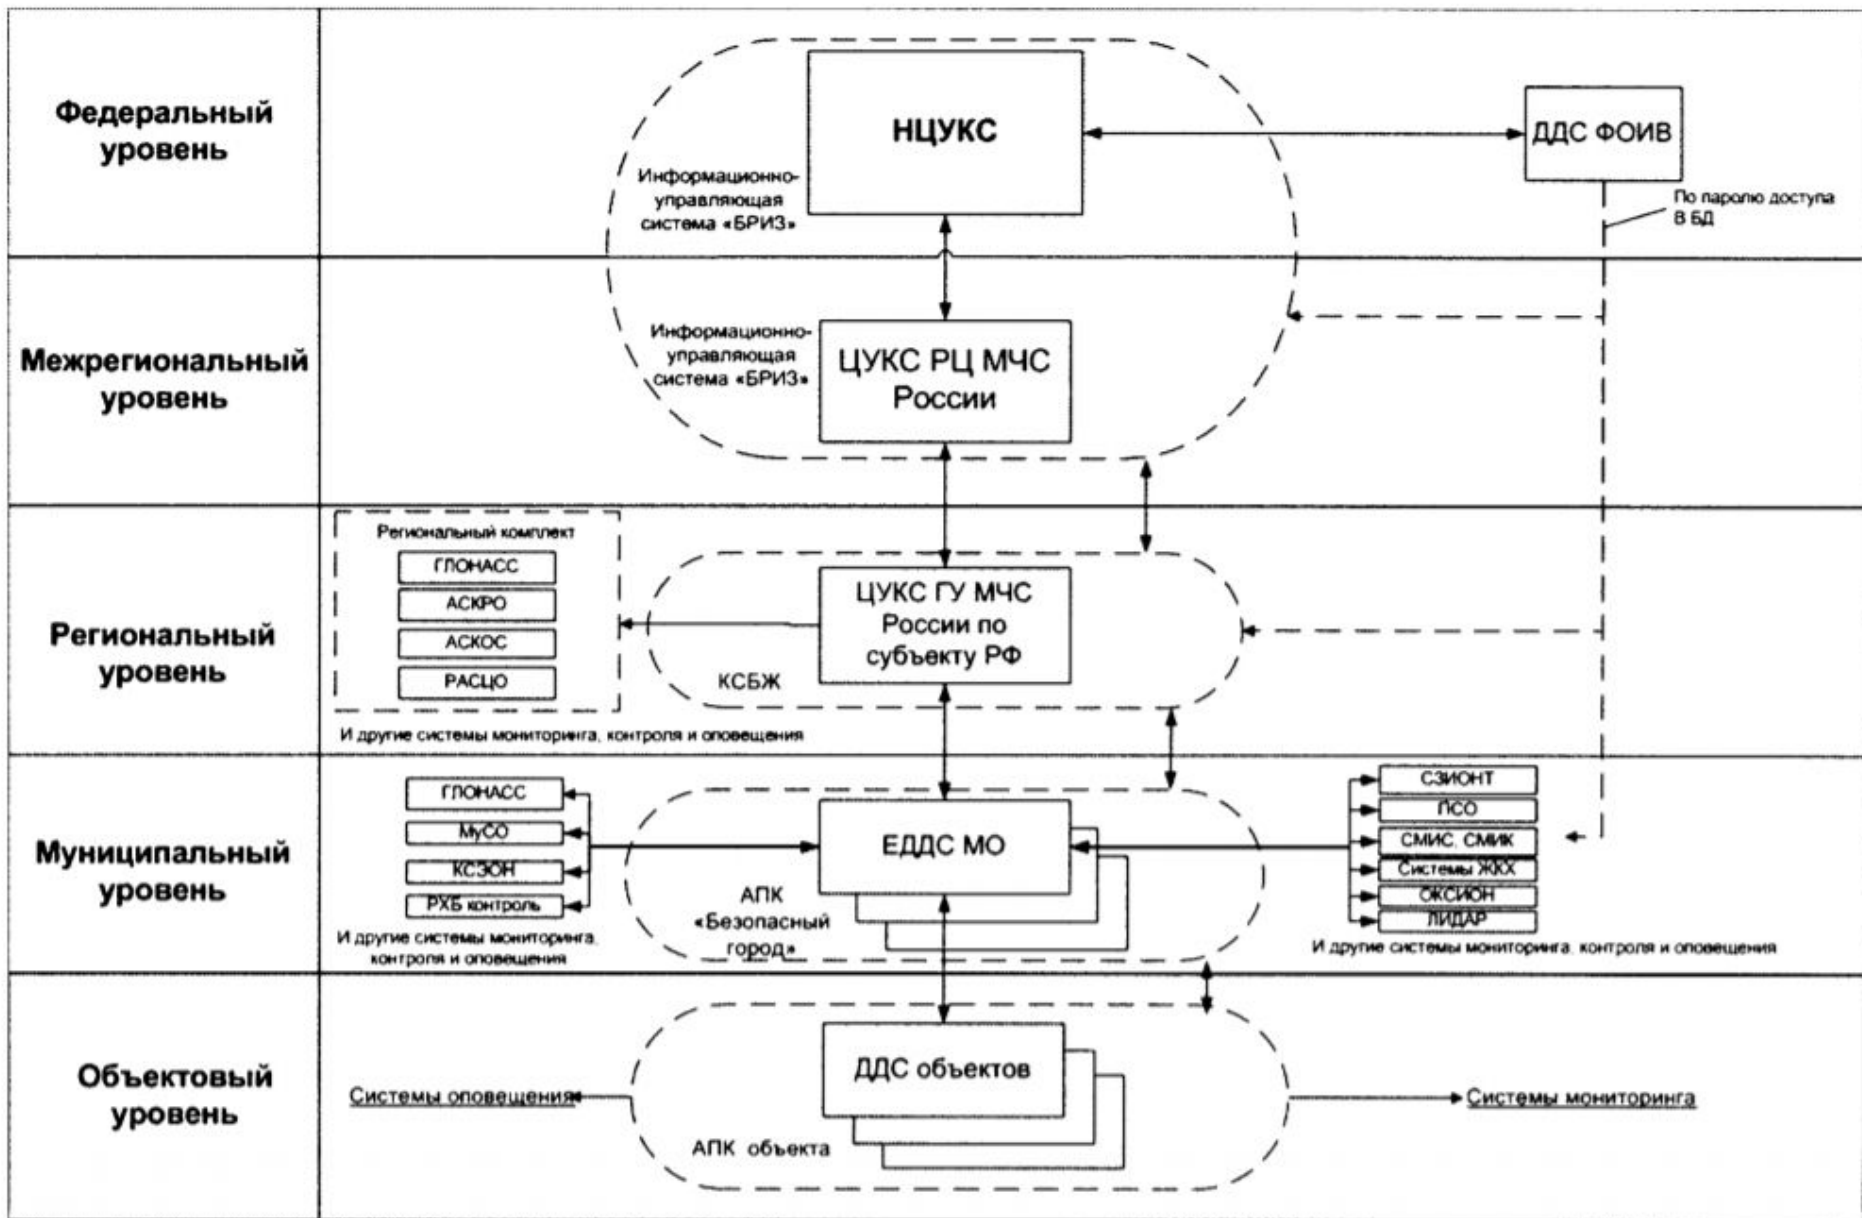 Федеральный
уровень
НЦУКС
Информационно-
управляющая
система «БРИЗ»
ДДС ФОИВ
По паролю доступа
В БД
Межрегиональный
уровень
Информационно-
управляющая
система «БРИЗ»
ЦУКС РЦ МЧС
России
Региональный
уровень
Региональный комплект
ГЛОНАСС
АСКРО
АСКОС
РАСЦО
И другие системы мониторинга, контроля и оповещения
ЦУКС ГУ МЧС
России по
субъекту РФ
КСБЖ
Муниципальный
уровень
ГЛОНАСС
МуСО
КСЗОН
РХБ контроль
И другие системы мониторинга,
контроля и оповещения
ЕДДС МО
АПК
«Безопасный
город»
СЗИОНТ
ПСО
СМИС, СМИК
Системы ЖКХ
ОКСИОН
ЛИДАР
И другие системы мониторинга, контроля и оповещения
Объектовый
уровень
Системы оповещения
ДДС объектов
АПК объекта
Системы мониторинга